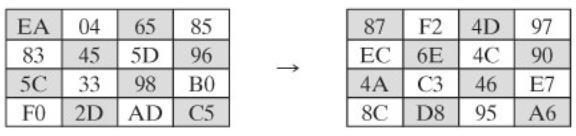 EA 04 65 85 87 F2 4D 97
83 45 5D 96 EC 6E 4C 90
5C 33 98 B0 → 4A C3 46 E7
F0 2D AD C5 8C D8 95 A6